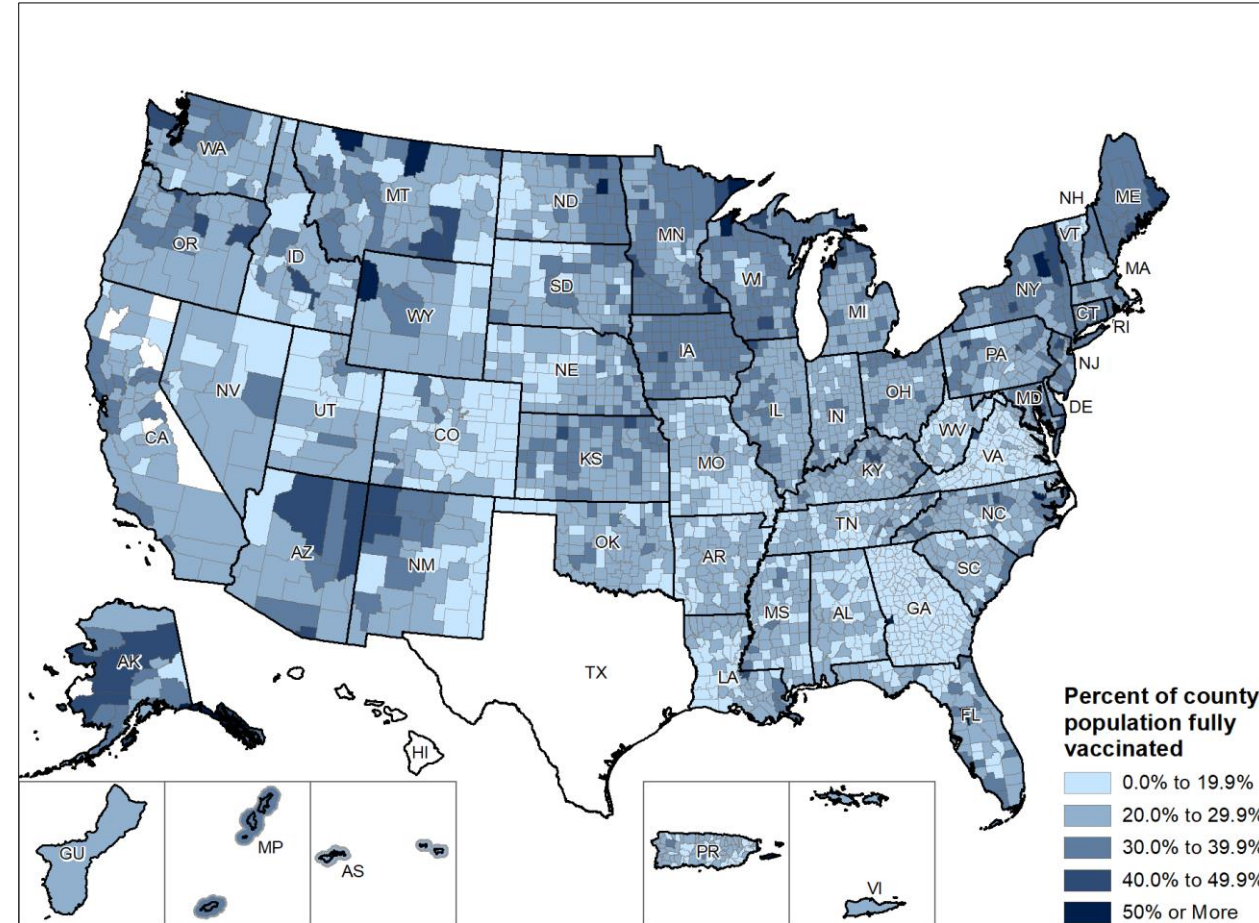 WA
MT
ND
MN
ME
NH
VT
OR
ID
SD
WI
NY
MA
WY
MI
CT
RI
IA
PA
NJ
NE
NV
UT
IL
IN
OH
MD
DE
CA
CO
WV
KS
MO
KY
VA
TN
NC
AZ
NM
OK
AR
SC
MS
AL
GA
AK
TX
LA
FL
HI
GU
MP
AS
PR
VI
Percent of county
population fully
vaccinated
0.0% to 19.9%
20.0% to 29.9%
30.0% to 39.9%
40.0% to 49.9%
50% or More